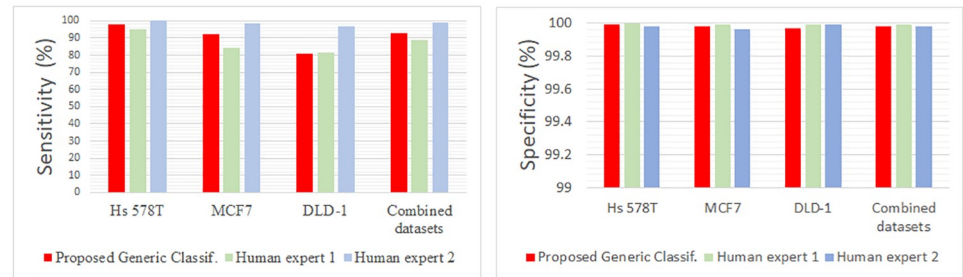 Sensitivity (%)
100
90
80
70
60
50
40
30
20
10
0
Hs 578T MCF7 DLD-1 Combined
datasets
Proposed Generic Classif. Human expert 1 Human expert 2
Specificity (%)
100
99.8
99.6
99.4
99.2
99
Hs 578T MCF7 DLD-1 Combined
datasets
Proposed Generic Classif. Human expert 1 Human expert 2